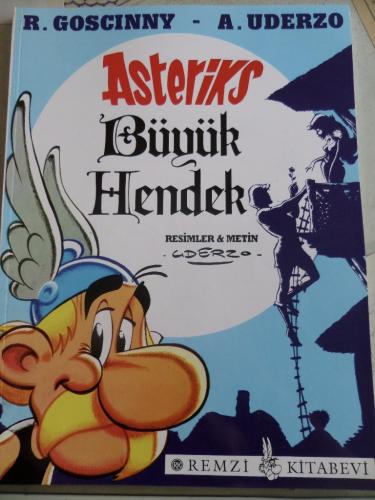 R. GOSCINNY - A. UDERZO
Asteriks
Büyük
Hendek
RESİMLER & METİN
·UDERZO·
REMZİ KİTABEVİ